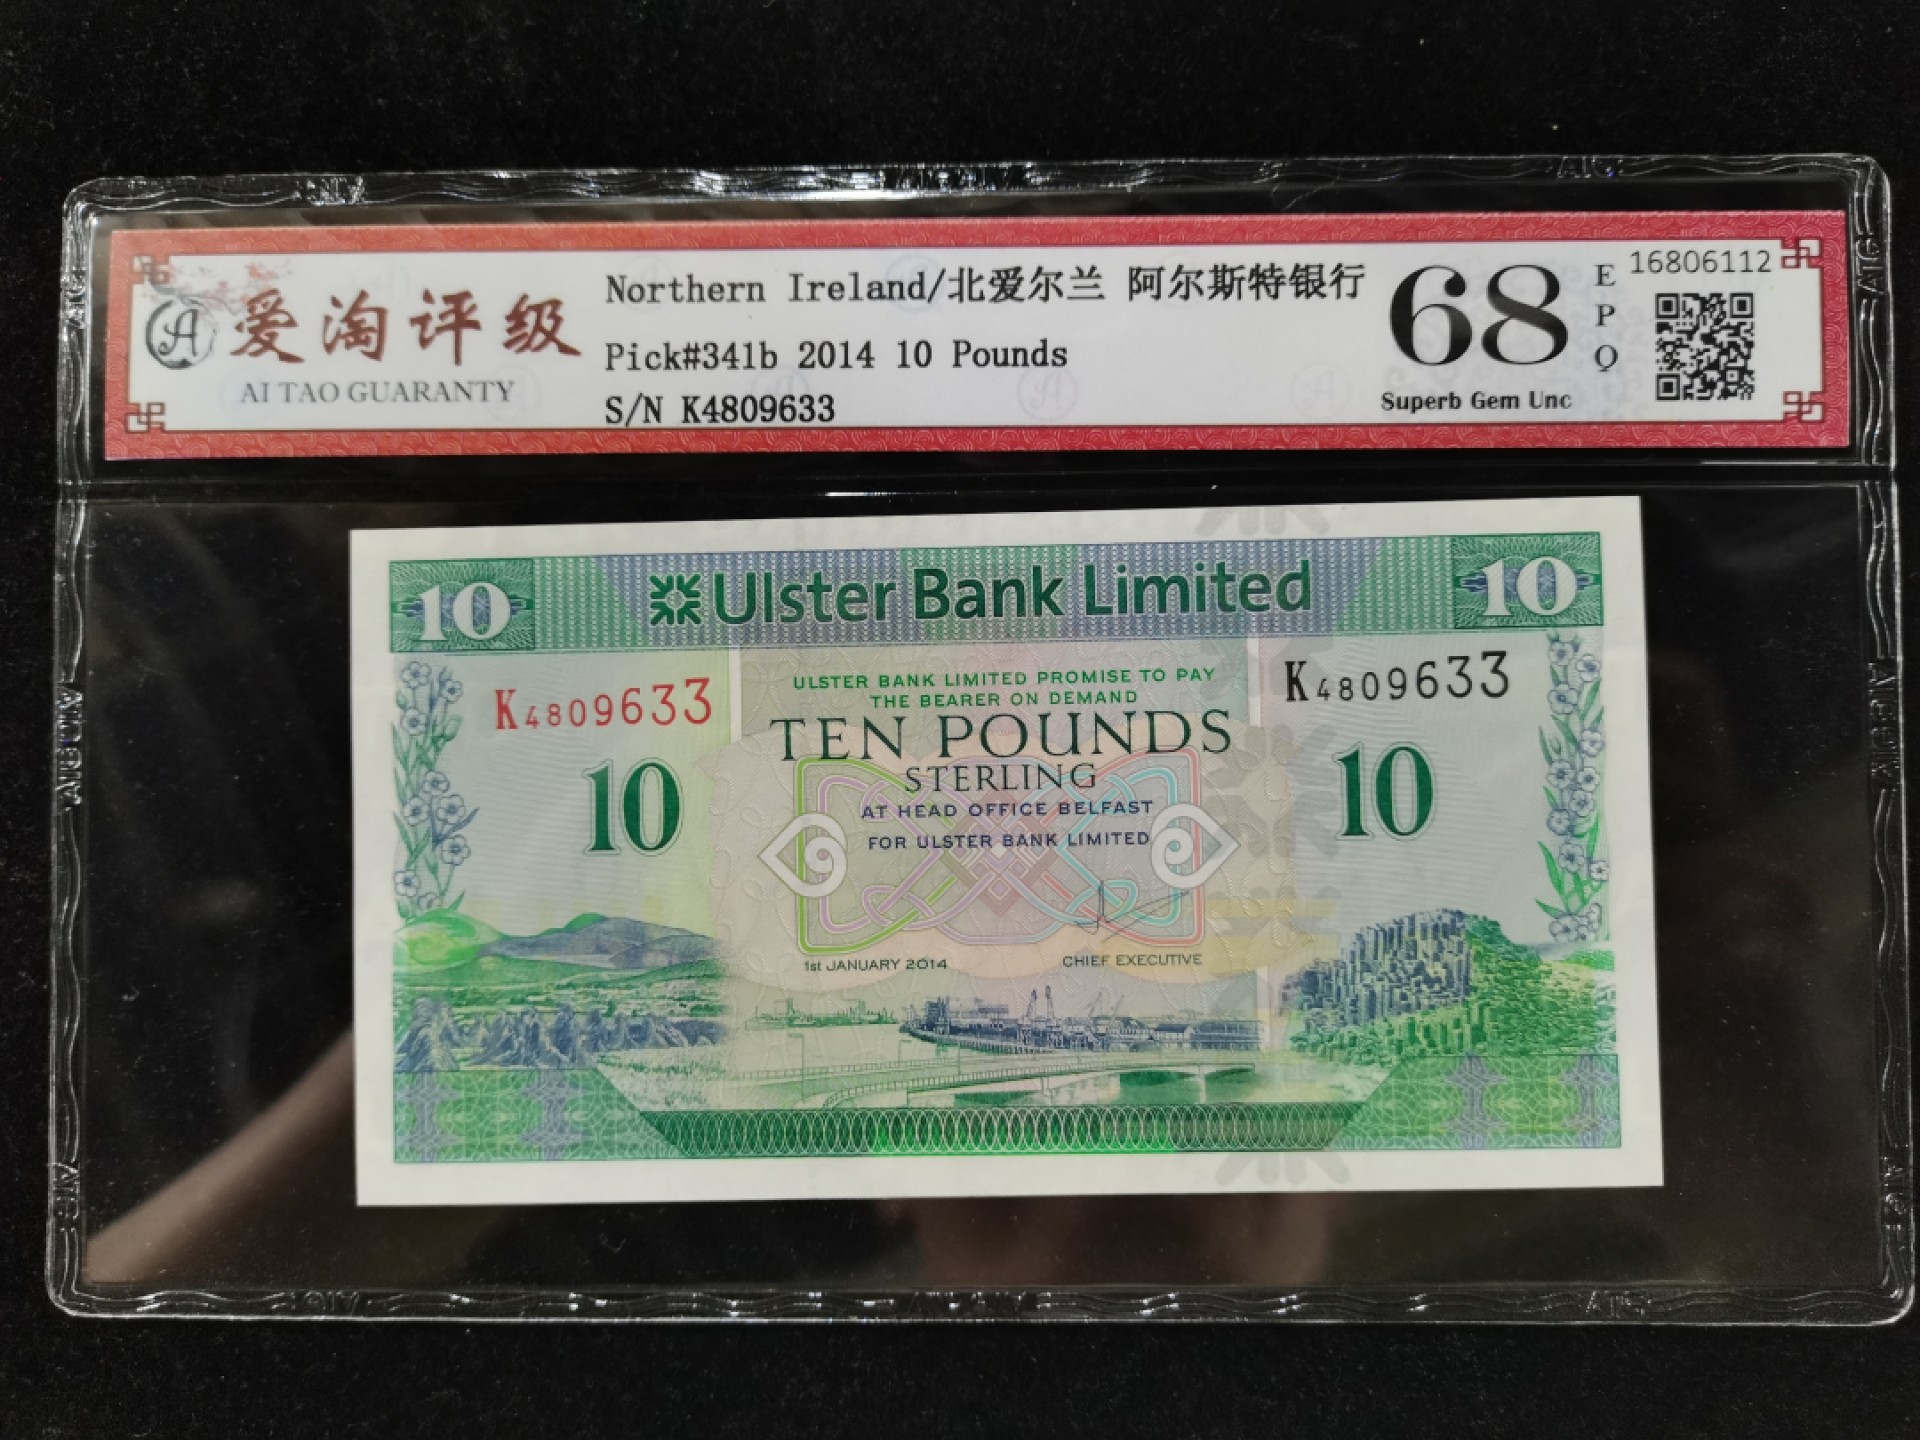 爱淘评级
AI TAO GUARANTY
Northern Ireland/北爱尔兰 阿尔斯特银行
Pick#341b 2014 10 Pounds
S/N K4809633
68
EPQ
Superb Gem Unc
16806112
10
Ulster Bank Limited
10
K4809633
ULSTER BANK LIMITED PROMISE TO PAY
THE BEARER ON DEMAND
K4809633
TEN POUNDS
STERLING
10
AT HEAD OFFICE BELFAST
FOR ULSTER BANK LIMITED
10
1st JANUARY 2014
CHIEF EXECUTIVE